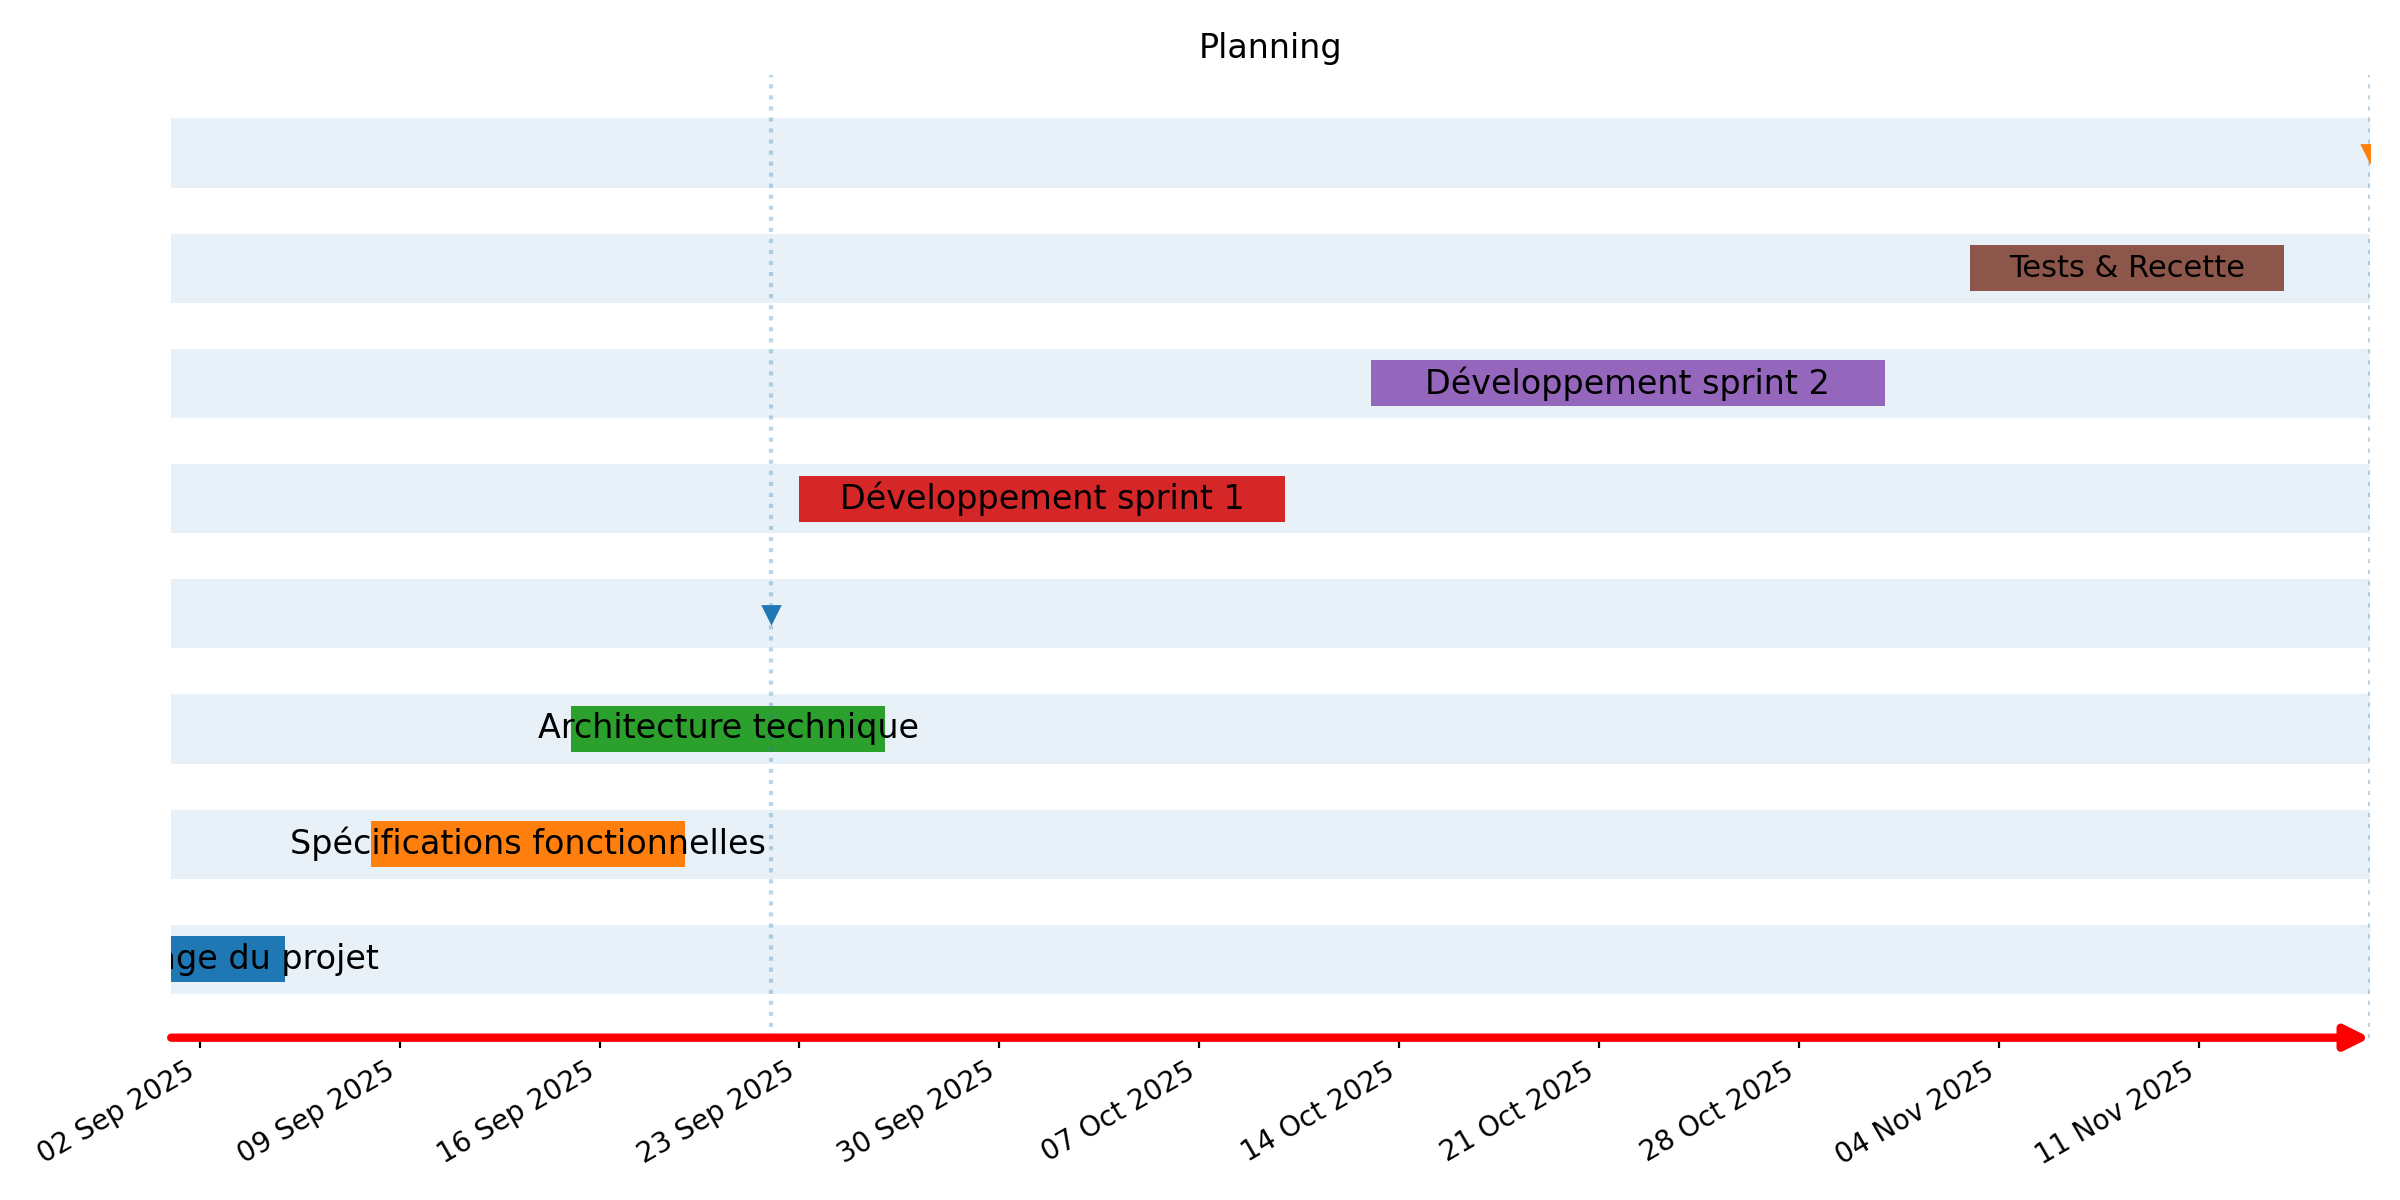 Planning
Tests & Recette
Développement sprint 2
Développement sprint 1
Architecture technique
Spécifications fonctionnelles
du projet
02 Sep 2025
09 Sep 2025
16 Sep 2025
23 Sep 2025
30 Sep 2025
07 Oct 2025
14 Oct 2025
21 Oct 2025
28 Oct 2025
04 Nov 2025
11 Nov 2025